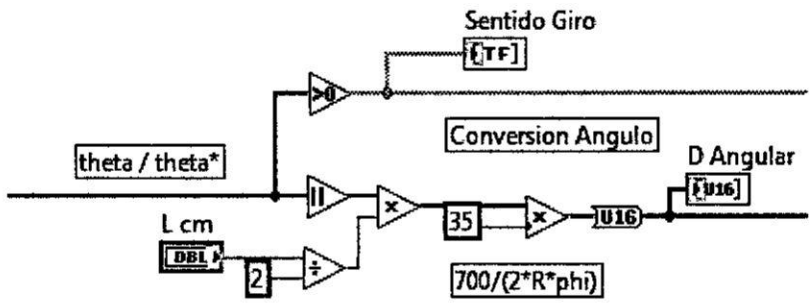 Sentido Giro
[TF]
>0
Conversion Angulo
theta / theta*
D Angular
[U16]
||
x
35
x
U16
L cm
DBL
2
÷
700/(2*R*phi)